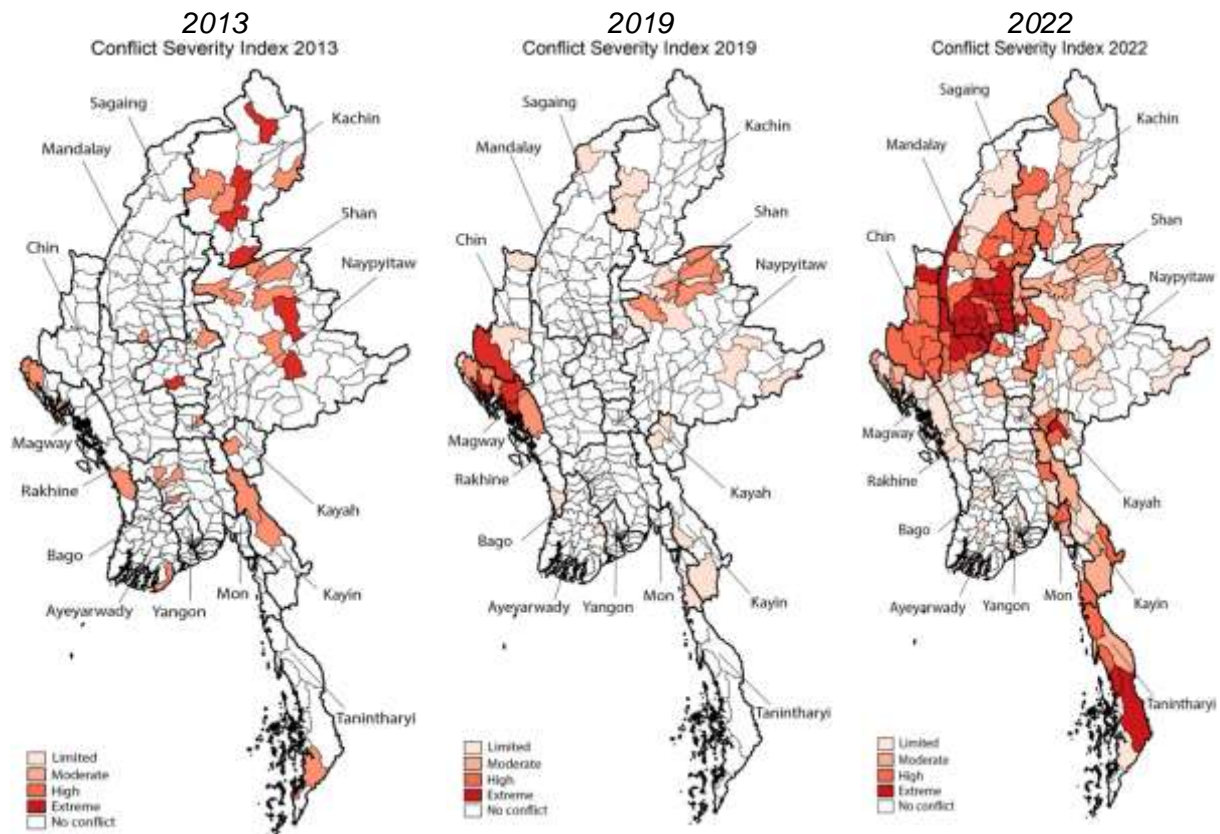 2013
Conflict Severity Index 2013
Sagaing
Kachin
Mandalay
Shan
Chin
Naypyitaw
Magway
Rakhine
Kayah
Bago
Ayeyarwady
Yangon
Mon
Kayin
Tanintharyi
Limited
Moderate
High
Extreme
No conflict
2019
Conflict Severity Index 2019
Sagaing
Kachin
Mandalay
Shan
Chin
Naypyitaw
Magway
Rakhine
Kayah
Bago
Ayeyarwady
Yangon
Mon
Kayin
Tanintharyi
Limited
Moderate
High
Extreme
No conflict
2022
Conflict Severity Index 2022
Sagaing
Kachin
Mandalay
Shan
Chin
Naypyitaw
Magway
Rakhine
Kayah
Bago
Ayeyarwady
Yangon
Mon
Kayin
Tanintharyi
Limited
Moderate
High
Extreme
No conflict